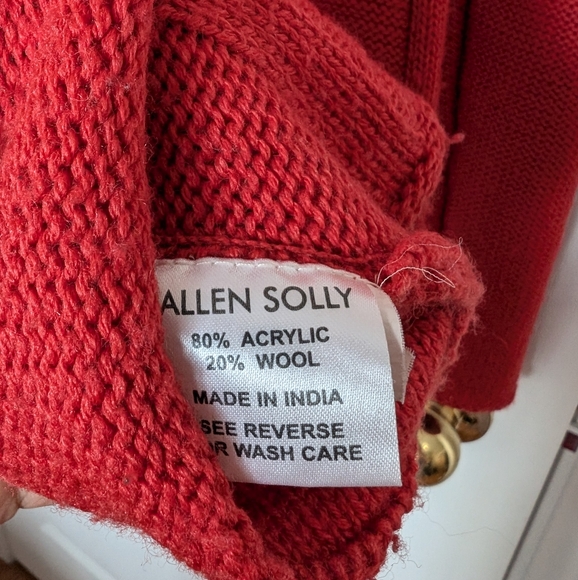 ALLEN SOLLY
80% ACRYLIC
20% WOOL
MADE IN INDIA
SEE REVERSE
OR WASH CARE